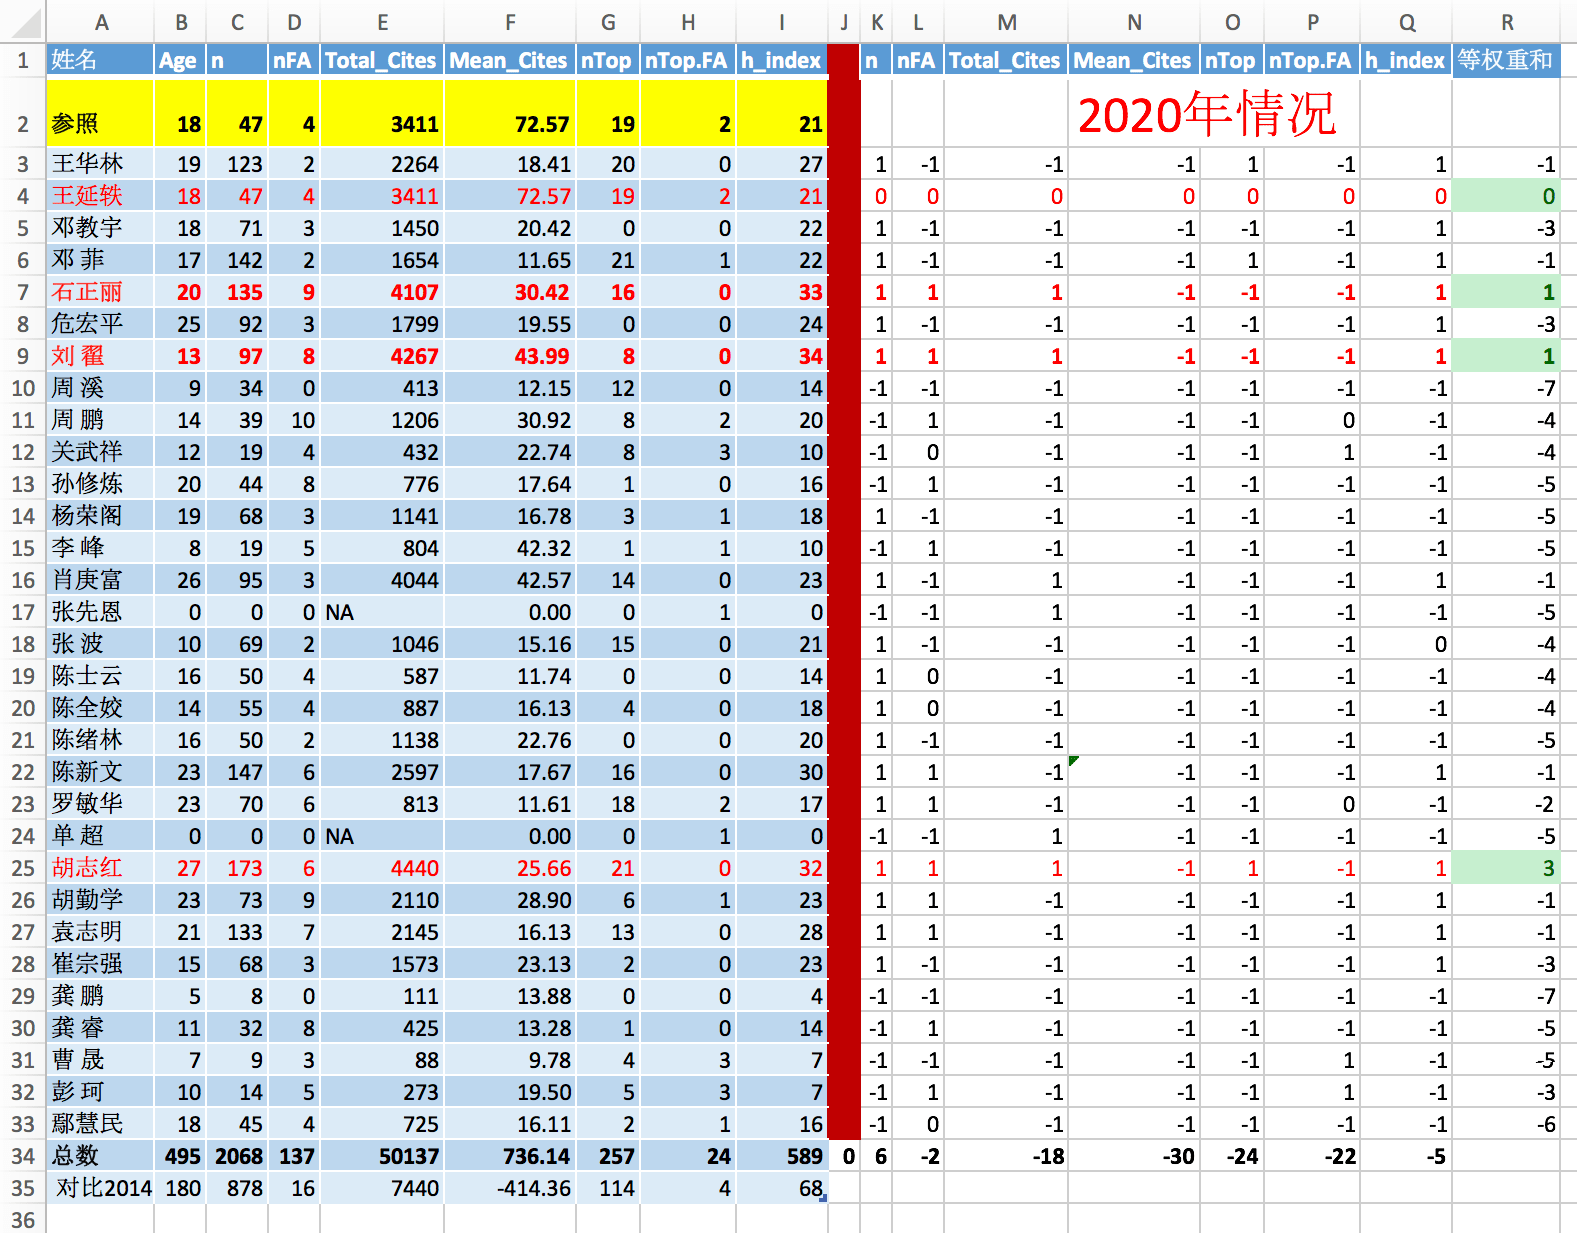 A B C D E F G H I J K L M N O P Q R
1 姓名 Age n nFA Total_Cites Mean_Cites nTop nTop.FA h_index n nFA Total_Cites Mean_Cites nTop nTop.FA h_index 等权重和
2 参照 18 47 4 3411 72.57 19 2 21 2020年情况
3 王华林 19 123 2 2264 18.41 20 0 27 1 -1 -1 -1 1 -1 1 -1
4 王延轶 18 47 4 3411 72.57 19 2 21 0 0 0 0 0 0 0 0
5 邓教宇 18 71 3 1450 20.42 0 0 22 1 -1 -1 -1 -1 -1 1 -3
6 邓 菲 17 142 2 1654 11.65 21 1 22 1 -1 -1 -1 1 -1 1 -1
7 石正丽 20 135 9 4107 30.42 16 0 33 1 1 1 -1 -1 -1 1 1
8 危宏平 25 92 3 1799 19.55 0 0 24 1 -1 -1 -1 -1 -1 1 -3
9 刘 翟 13 97 8 4267 43.99 8 0 34 1 1 1 -1 -1 -1 1 1
10 周 溪 9 34 0 413 12.15 12 0 14 -1 -1 -1 -1 -1 -1 -1 -7
11 周 鹏 14 39 10 1206 30.92 8 2 20 -1 1 -1 -1 -1 0 -1 -4
12 关武祥 12 19 4 432 22.74 8 3 10 -1 0 -1 -1 -1 1 -1 -4
13 孙修炼 20 44 8 776 17.64 1 0 16 -1 1 -1 -1 -1 -1 -1 -5
14 杨荣阁 19 68 3 1141 16.78 3 1 18 1 -1 -1 -1 -1 -1 -1 -5
15 李 峰 8 19 5 804 42.32 1 1 10 -1 1 -1 -1 -1 -1 -1 -5
16 肖庚富 26 95 3 4044 42.57 14 0 23 1 -1 1 -1 -1 -1 1 -1
17 张先恩 0 0 0 NA 0.00 0 1 0 -1 -1 1 -1 -1 -1 -1 -5
18 张 波 10 69 2 1046 15.16 15 0 21 1 -1 -1 -1 -1 -1 0 -4
19 陈士云 16 50 4 587 11.74 0 0 14 1 0 -1 -1 -1 -1 -1 -4
20 陈全姣 14 55 4 887 16.13 4 0 18 1 0 -1 -1 -1 -1 -1 -4
21 陈绪林 16 50 2 1138 22.76 0 0 20 1 -1 -1 -1 -1 -1 -1 -5
22 陈新文 23 147 6 2597 17.67 16 0 30 1 1 -1 -1 -1 -1 1 -1
23 罗敏华 23 70 6 813 11.61 18 2 17 1 1 -1 -1 -1 0 -1 -2
24 单 超 0 0 0 NA 0.00 0 1 0 -1 -1 1 -1 -1 -1 -1 -5
25 胡志红 27 173 6 4440 25.66 21 0 32 1 1 1 -1 1 -1 1 3
26 胡勤学 23 73 9 2110 28.90 6 1 23 1 1 -1 -1 -1 -1 1 -1
27 袁志明 21 133 7 2145 16.13 13 0 28 1 1 -1 -1 -1 -1 1 -1
28 崔宗强 15 68 3 1573 23.13 2 0 23 1 -1 -1 -1 -1 -1 1 -3
29 龚 鹏 5 8 0 111 13.88 0 0 4 -1 -1 -1 -1 -1 -1 -1 -7
30 龚 睿 11 32 8 425 13.28 1 0 14 -1 1 -1 -1 -1 -1 -1 -5
31 曹 晟 7 9 3 88 9.78 4 3 7 -1 -1 -1 -1 -1 1 -1 -5
32 彭 珂 10 14 5 273 19.50 5 3 7 -1 1 -1 -1 -1 1 -1 -3
33 鄢慧民 18 45 4 725 16.11 2 1 16 -1 0 -1 -1 -1 -1 -1 -6
34 总数 495 2068 137 50137 736.14 257 24 589 0 6 -2 -18 -30 -24 -22 -5
35 对比2014 180 878 16 7440 -414.36 114 4 68
36